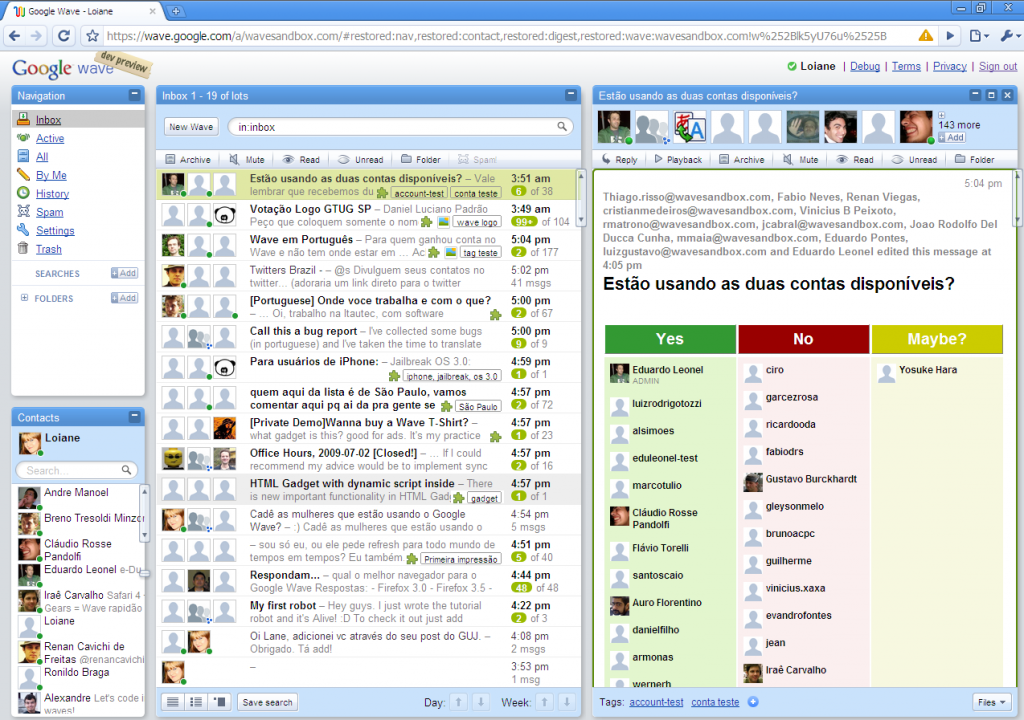 Google Wave - Loiane
https://wave.google.com/a/wavesandbox.com/#restored:nav,restored:contact,restored:digest,restored:wave:wavesandbox.com!w%252Blk5yU76u%2525B
Google wave
dev preview
Loiane | Debug | Terms | Privacy | Sign out
Navigation
Inbox
Active
All
By Me
History
Spam
Settings
Trash
SEARCHES Add
FOLDERS Add
Contacts
Loiane
Search...
Andre Manoel
Breno Tresoldi Minzo
Cláudio Rosse
Pandolfi
Eduardo Leonel e-Du
Iraê Carvalho Safari 4 -
Gears = Wave rapidão
Loiane
Renan Cavichi de
Freitas @renancavichi
Ronildo Braga
Alexandre Let's code i
waves!
Inbox 1 - 19 of lots
New Wave in:inbox
Archive Mute Read Unread Folder Spam
Estão usando as duas contas disponíveis? – Vale 3:51 am
lembrar que recebemos du account-test conta teste 6 of 38
Votação Logo GTUG SP – Daniel Luciano Padrão 3:49 am
Peço que coloquem somente o nom wave logo 99+ of 104
Wave em Português – Para quem ganhou conta no 5:04 pm
Wave e não tem onde estar em ... Ac tag teste 2 of 177
Twitters Brazil - – @s Divulguem seus contatos no 5:02 pm
twitter... (adoraria um link direto para o twitter 41 msgs
[Portuguese] Onde voce trabalha e com o que? 5:00 pm
– ... Oi, trabalho na Itautec, com software 2 of 67
Call this a bug report – I've collected some bugs 5:00 pm
(in portuguese) and I've taken the time to translate 9 of 9
Para usuários de iPhone: – Jailbreak OS 3.0: 4:59 pm
iphone, jailbreak, os 3.0 1 of 1
quem aqui da lista é de São Paulo, vamos 4:57 pm
comentar aqui pq ai da pra gente se São Paulo 2 of 72
[Private Demo]Wanna buy a Wave T-Shirt? – 4:57 pm
what gadget is this? good for ads. It's my practice 1 of 23
Office Hours, 2009-07-02 [Closed!] – ... If I could 4:57 pm
recommend my advice would be to implement sync 2 of 16
HTML Gadget with dynamic script inside – There 4:57 pm
is new important functionality in HTML Gadg gadget 1 of 1
Cadê as mulheres que estão usando o Google 4:54 pm
Wave? – :) Cadê as mulheres que estão usando o 5 msgs
– sou só eu, ou ele pede refresh para todo mundo de 4:51 pm
tempos em tempos? Eu também Primeira impressão 5 of 40
Respondam... – qual o melhor navegador para o 4:44 pm
Google Wave Respostas: - Firefox 3.0 - Firefox 3.5 - 48 of 48
My first robot – Hey guys. I just wrote the tutorial 4:22 pm
robot and it's Alive! :D To check it out just add 2 of 3
Oi Lane, adicionei vc através do seu post do GUJ. – 4:08 pm
Obrigado. Tá add! 2 msgs
– 3:53 pm
1 msg
Save search Day: Week:
Estão usando as duas contas disponíveis?
143 more
Add
Reply Playback Archive Mute Read Unread Folder
5:04 pm
Thiago.risso@wavesandbox.com, Fabio Neves, Renan Viegas,
cristianmedeiros@wavesandbox.com, Vinicius B Peixoto,
rmatrono@wavesandbox.com, jcabral@wavesandbox.com, Joao Rodolfo Del
Ducca Cunha, mmaia@wavesandbox.com, Eduardo Pontes,
luizgustavo@wavesandbox.com and Eduardo Leonel edited this message at
4:05 pm
Estão usando as duas contas disponíveis?
Yes No Maybe?
Eduardo Leonel
ADMIN
luizrodrigotozzi
alsimoes
eduleonel-test
marcotulio
Cláudio Rosse
Pandolfi
Flávio Torelli
santoscaio
Auro Florentino
danielfilho
armonas
wernerh
ciro
garcezrosa
ricardooda
fabiodrs
Gustavo Burckhardt
gleysonmelo
brunoacpc
guilherme
vinicius.xaxa
evandrofontes
jean
Iraê Carvalho
Yosuke Hara
Tags: account-test conta teste Files